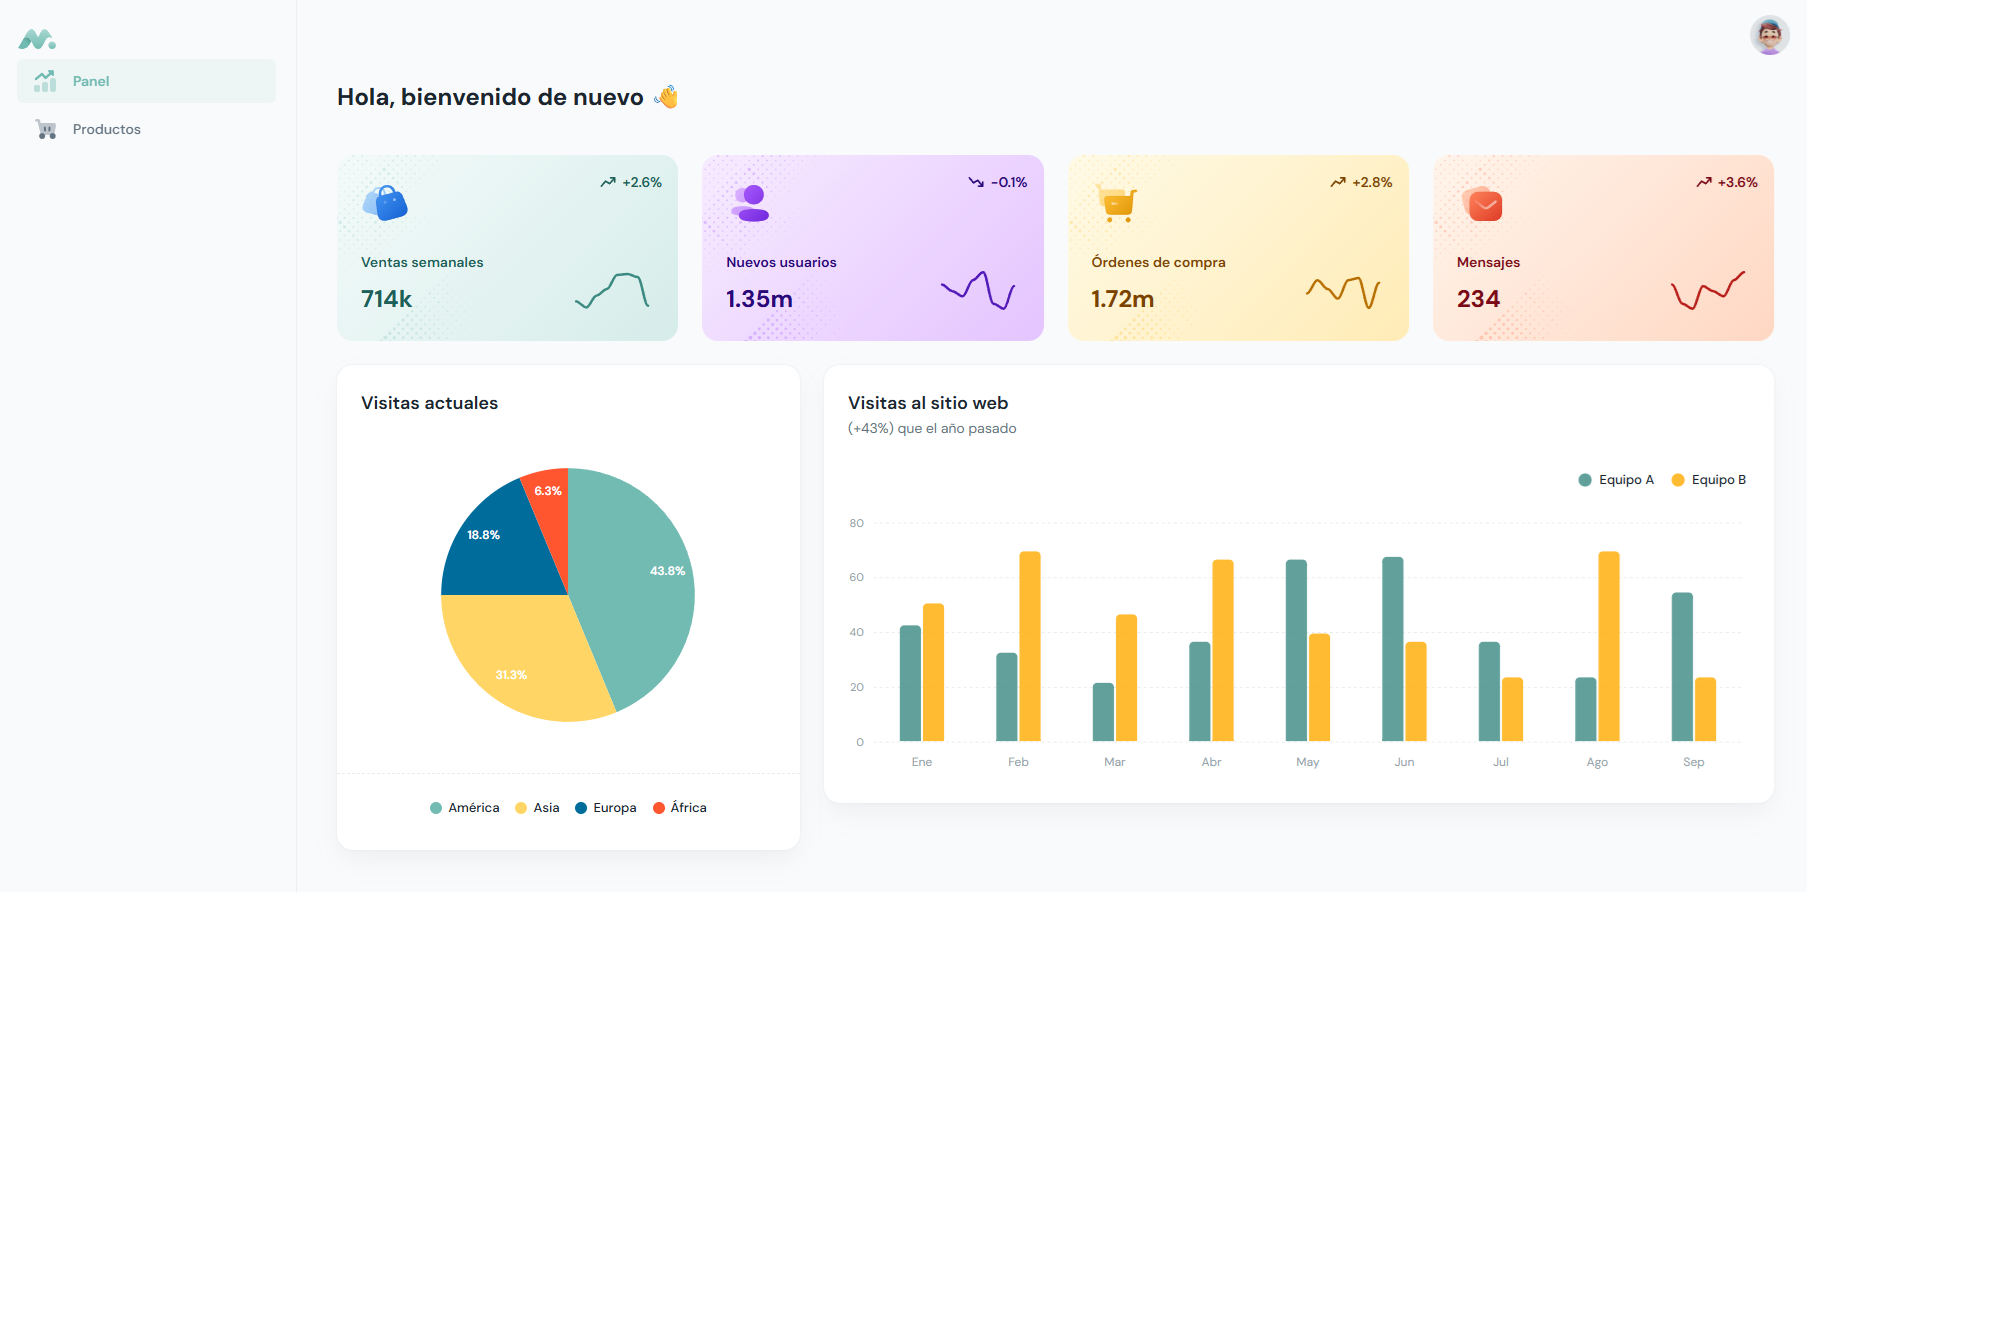 Panel
Productos
Hola, bienvenido de nuevo 👋
+2.6%
Ventas semanales
714k
-0.1%
Nuevos usuarios
1.35m
+2.8%
Órdenes de compra
1.72m
+3.6%
Mensajes
234
Visitas actuales
6.3%
18.8%
43.8%
31.3%
América Asia Europa África
Visitas al sitio web
(+43%) que el año pasado
Equipo A Equipo B
80
60
40
20
0
Ene Feb Mar Abr May Jun Jul Ago Sep